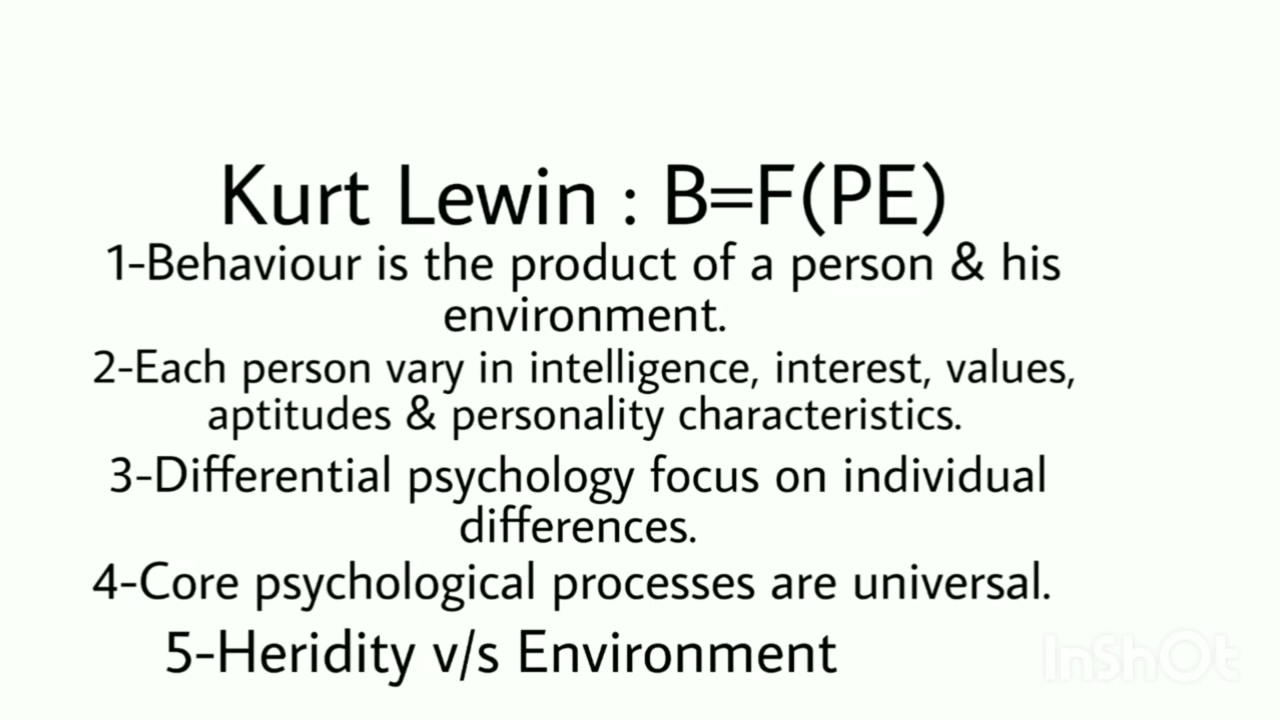 Kurt Lewin : B=F(PE)
1-Behaviour is the product of a person & his
environment.
2-Each person vary in intelligence, interest, values,
aptitudes & personality characteristics.
3-Differential psychology focus on individual
differences.
4-Core psychological processes are universal.
5-Heridity v/s Environment
InShOt